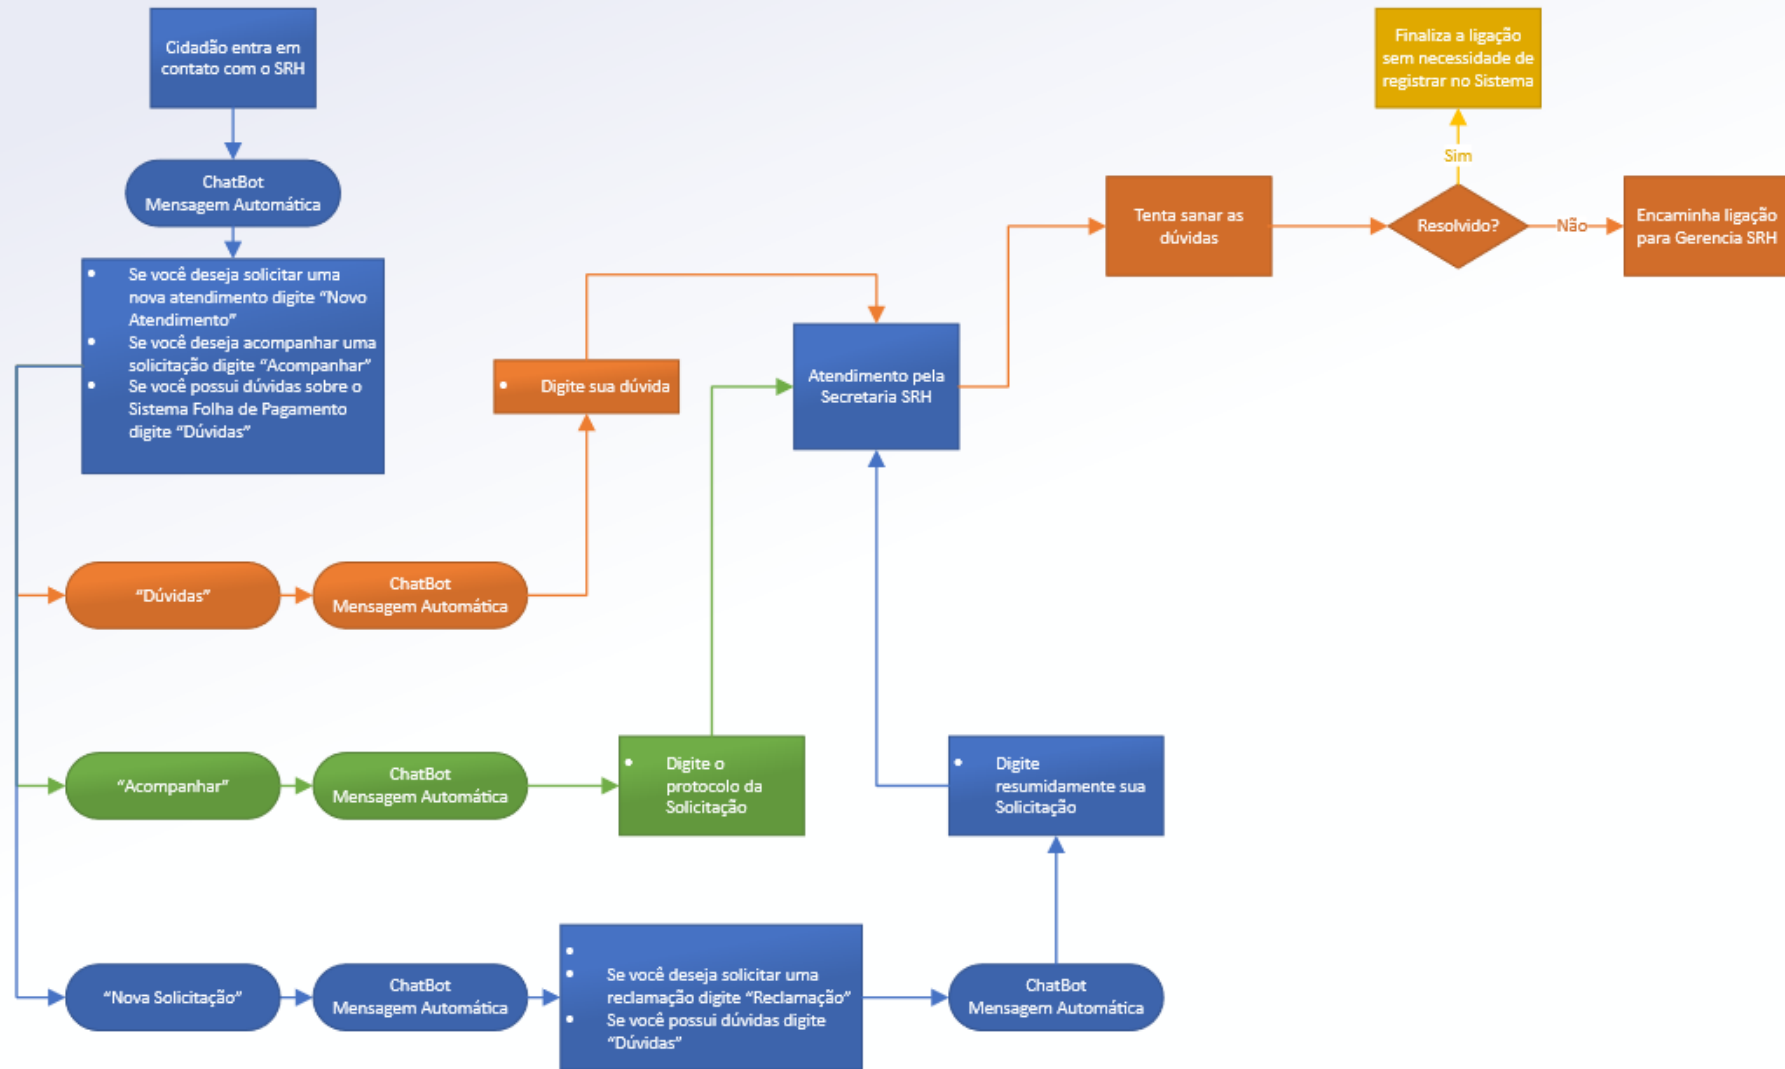 Cidadão entra em
contato com o SRH
ChatBot
Mensagem Automática
• Se você deseja solicitar uma
nova atendimento digite “Novo
Atendimento”
• Se você deseja acompanhar uma
solicitação digite “Acompanhar”
• Se você possui dúvidas sobre o
Sistema Folha de Pagamento
digite “Dúvidas”
• Digite sua dúvida
Atendimento pela
Secretaria SRH
Tenta sanar as
dúvidas
Resolvido?
Sim
Finaliza a ligação
sem necessidade de
registrar no Sistema
Não
Encaminha ligação
para Gerencia SRH
“Dúvidas”
ChatBot
Mensagem Automática
“Acompanhar”
ChatBot
Mensagem Automática
• Digite o
protocolo da
Solicitação
• Digite
resumidamente sua
Solicitação
“Nova Solicitação”
ChatBot
Mensagem Automática
•
• Se você deseja solicitar uma
reclamação digite “Reclamação”
• Se você possui dúvidas digite
“Dúvidas”
ChatBot
Mensagem Automática